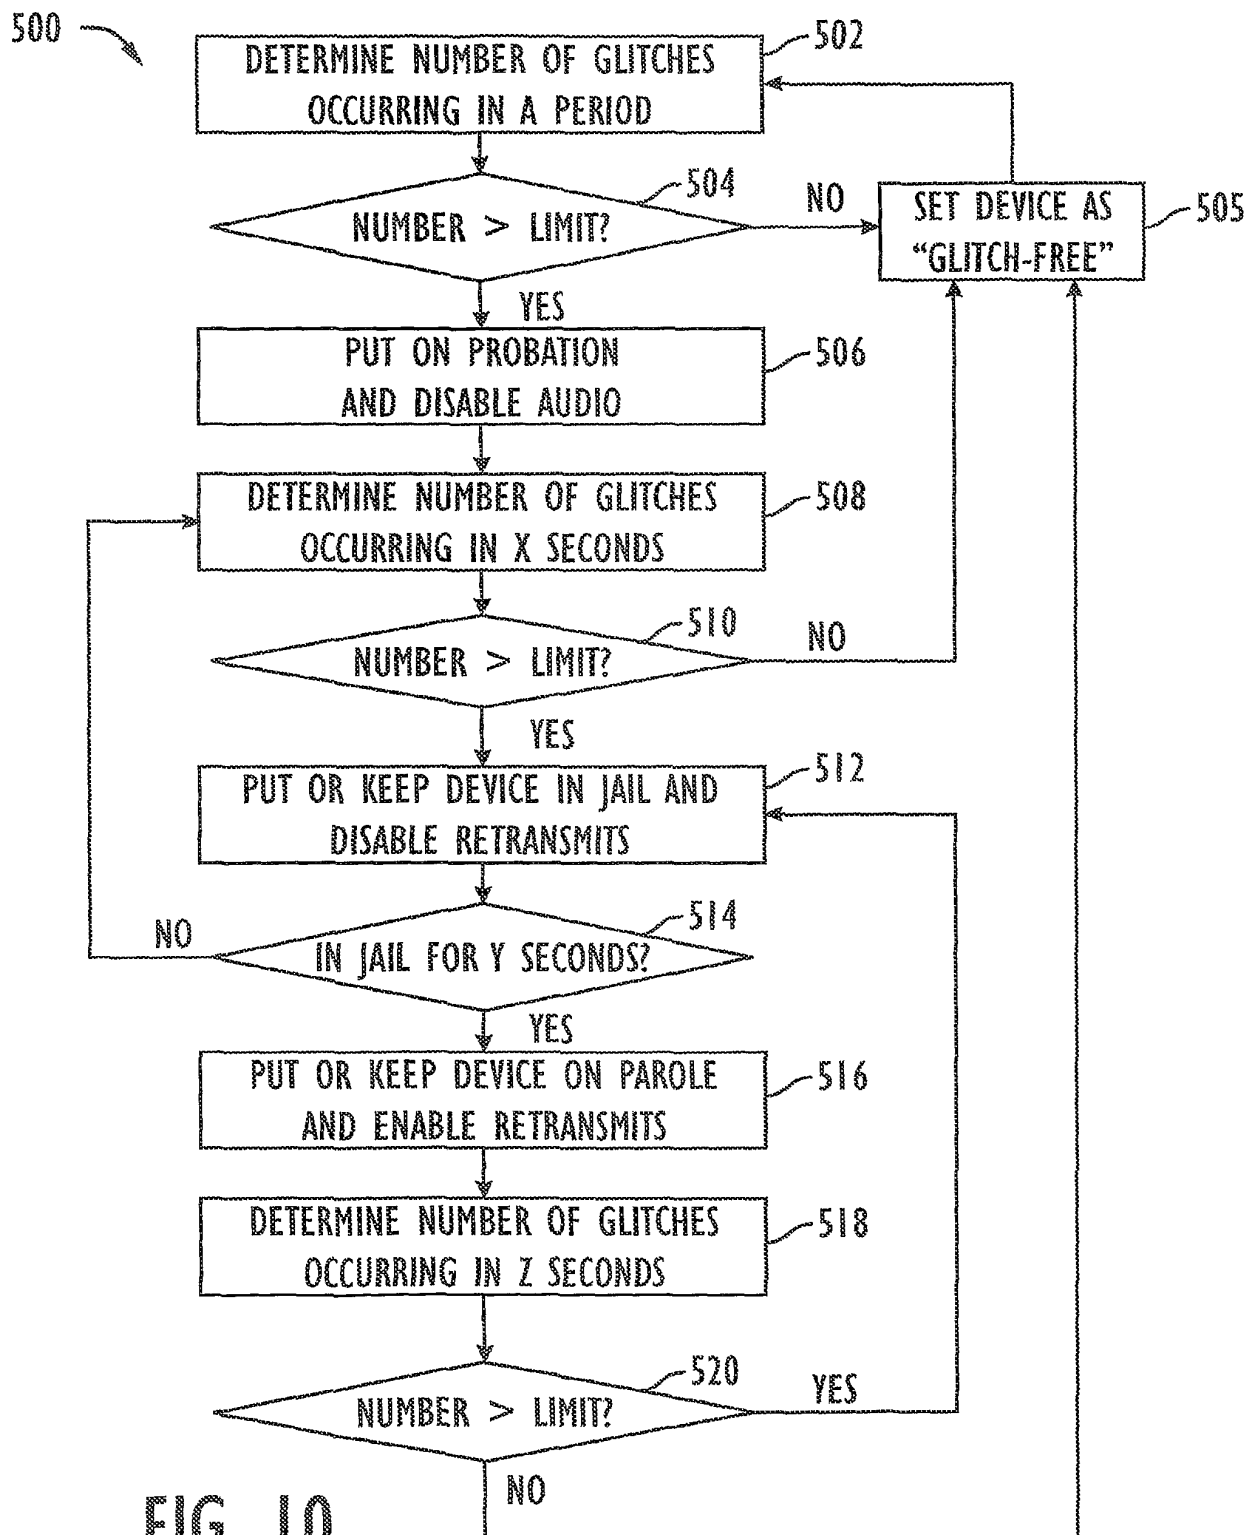 500
DETERMINE NUMBER OF GLITCHES
OCCURRING IN A PERIOD
502
NUMBER > LIMIT?
504
NO
SET DEVICE AS
“GLITCH-FREE”
505
YES
PUT ON PROBATION
AND DISABLE AUDIO
506
DETERMINE NUMBER OF GLITCHES
OCCURRING IN X SECONDS
508
NUMBER > LIMIT?
510
NO
YES
PUT OR KEEP DEVICE IN JAIL AND
DISABLE RETRANSMITS
512
IN JAIL FOR Y SECONDS?
514
NO
YES
PUT OR KEEP DEVICE ON PAROLE
AND ENABLE RETRANSMITS
516
DETERMINE NUMBER OF GLITCHES
OCCURRING IN Z SECONDS
518
NUMBER > LIMIT?
520
YES
NO
FIG. 10